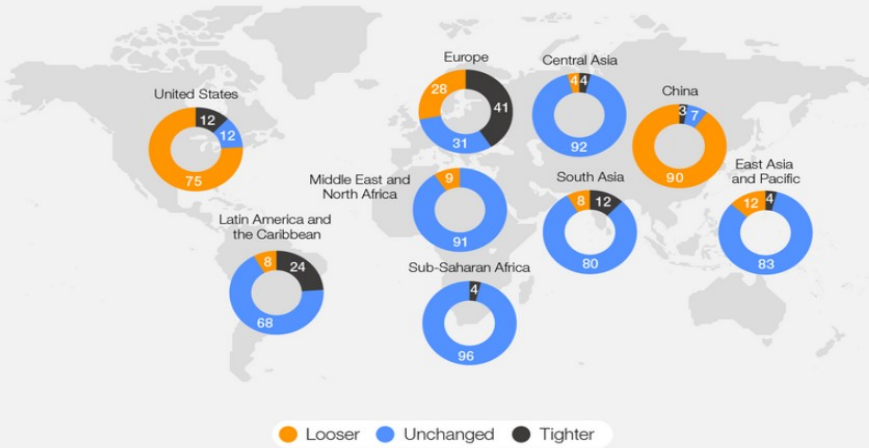 United States
12
12
75
Europe
28
41
31
Central Asia
4
4
92
China
3
7
90
Middle East and
North Africa
9
91
South Asia
8
12
80
East Asia
and Pacific
12
4
83
Latin America and
the Caribbean
8
24
68
Sub-Saharan Africa
4
96
Looser
Unchanged
Tighter